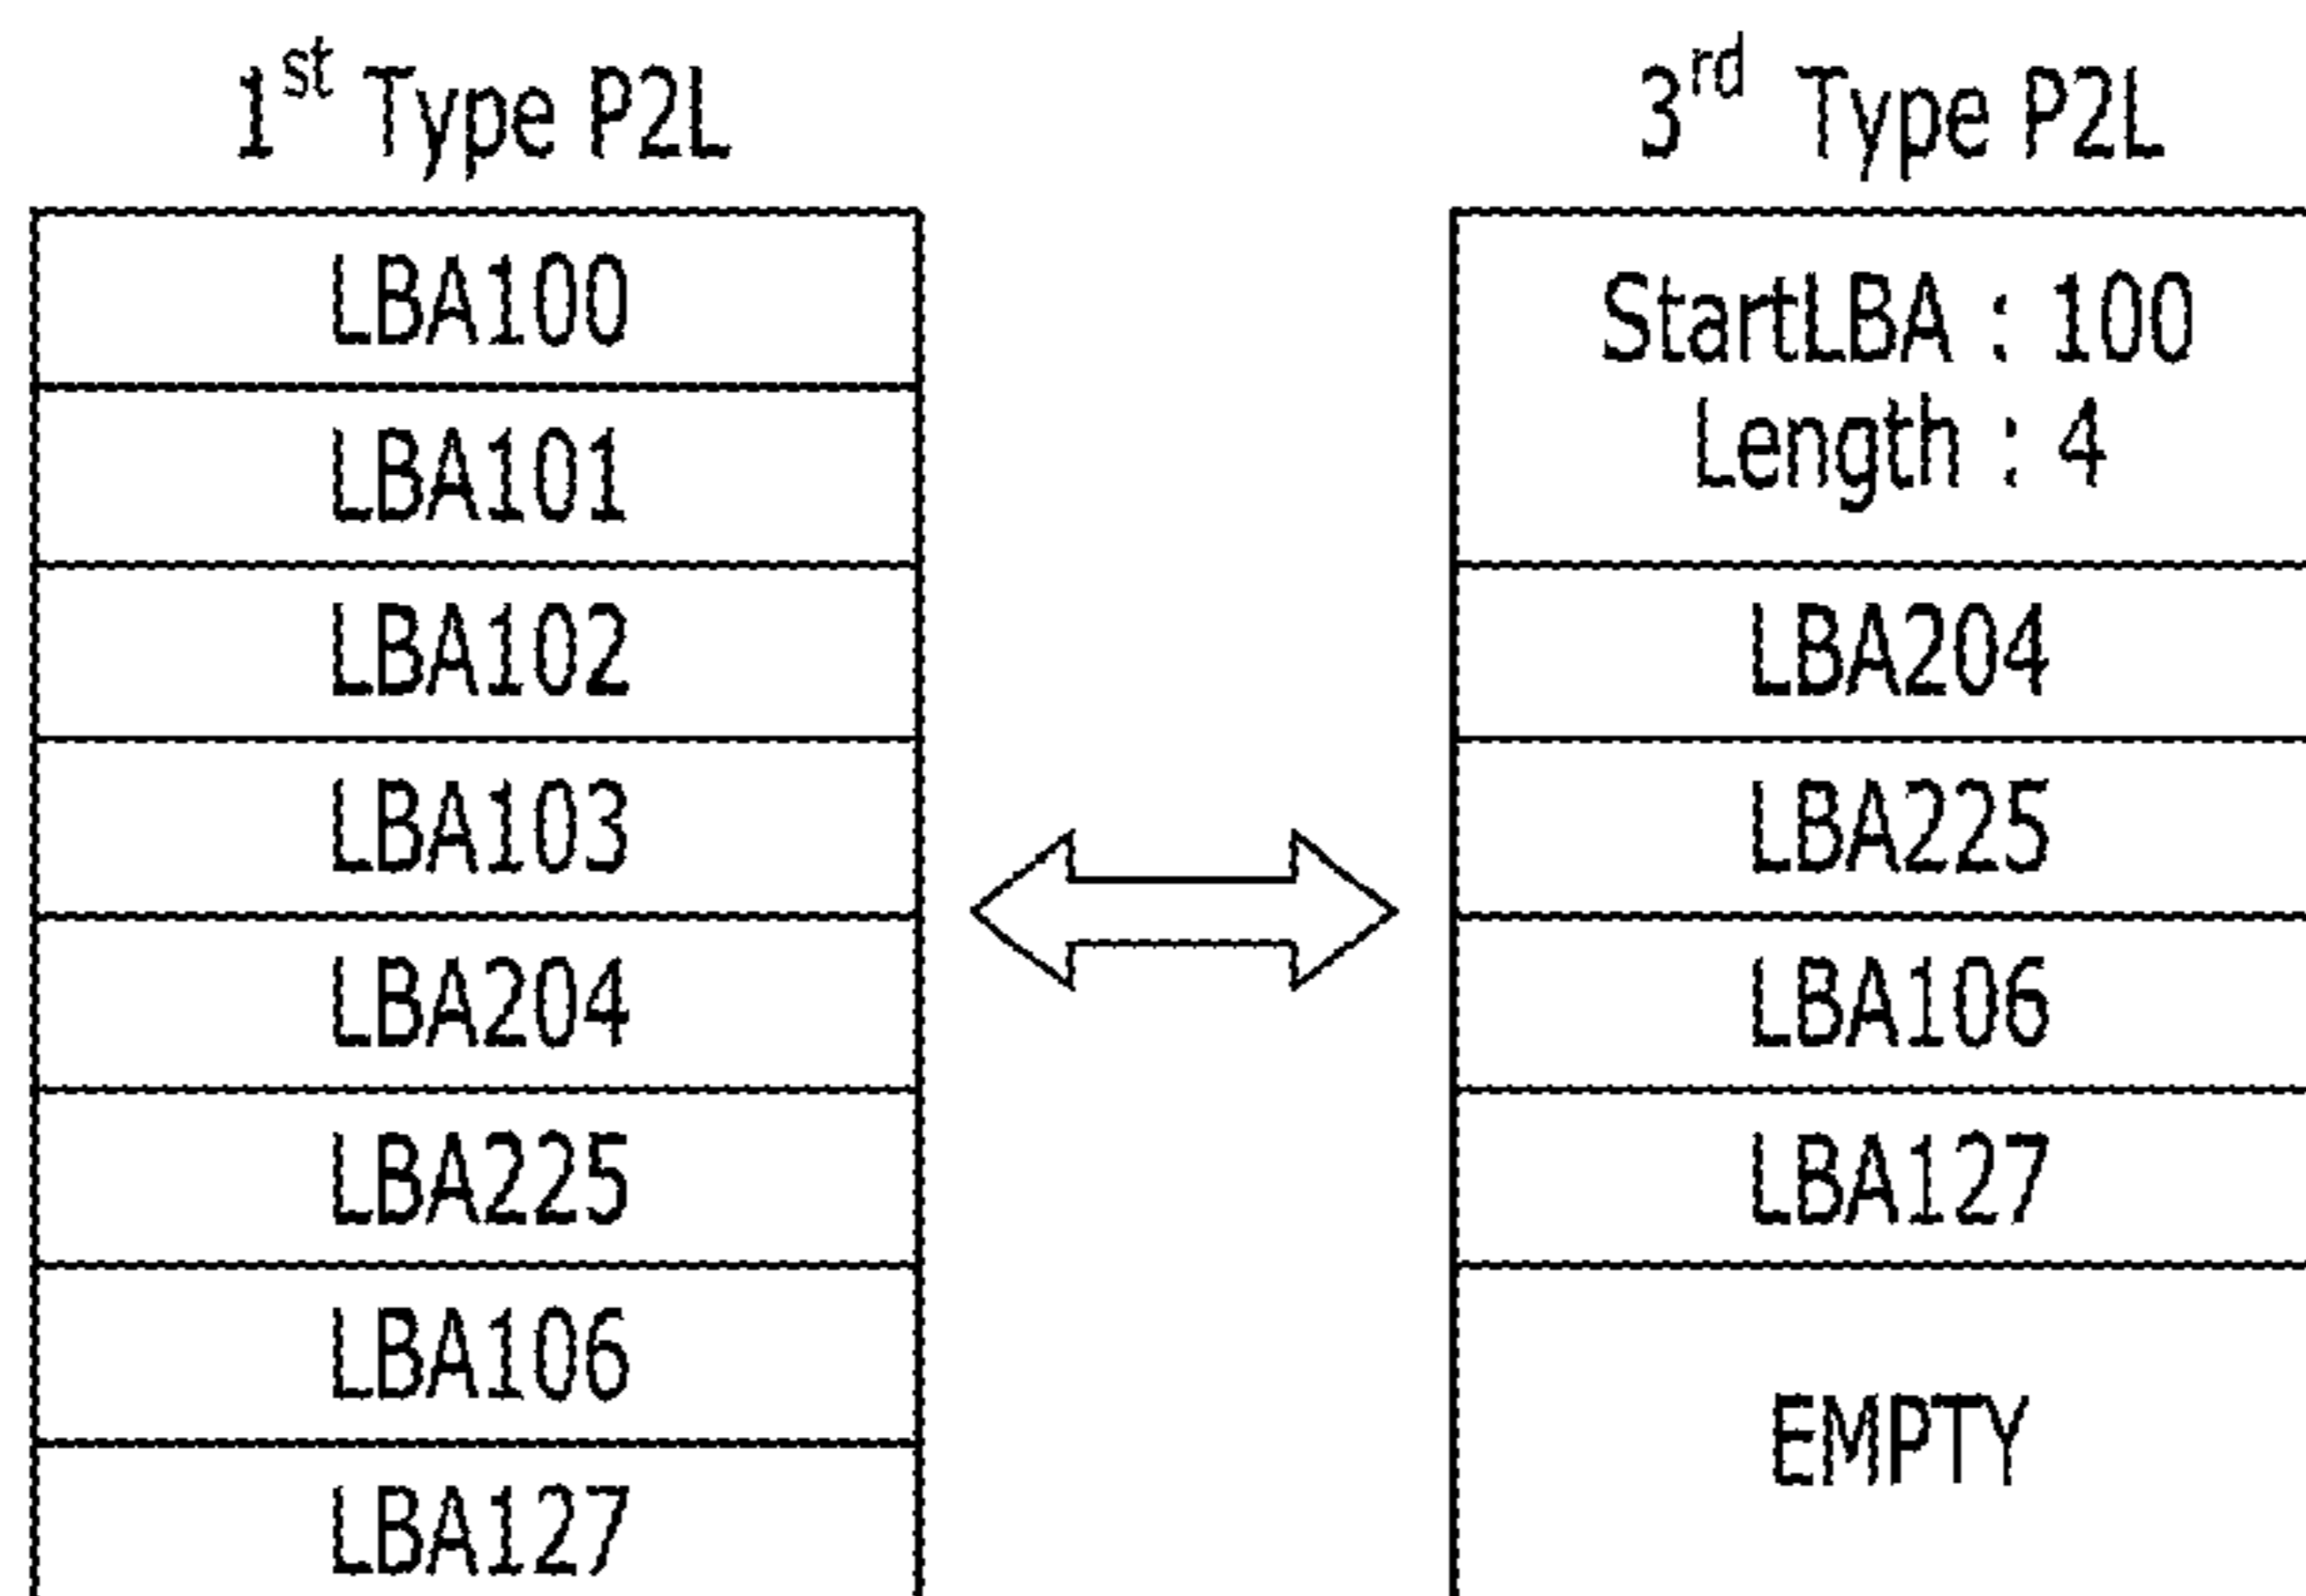 1st Type P2L
LBA100
LBA101
LBA102
LBA103
LBA204
LBA225
LBA106
LBA127
3rd Type P2L
StartLBA : 100
Length : 4
LBA204
LBA225
LBA106
LBA127
EMPTY